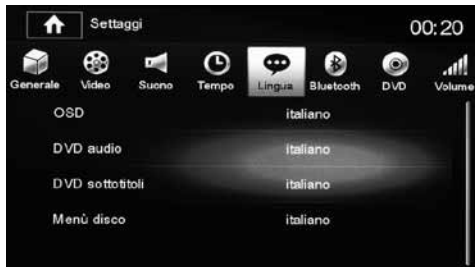 Settaggi 00:20
Generale Video Suono Tempo Lingua Bluetooth DVD Volume
OSD italiano
DVD audio italiano
DVD sottotitoli italiano
Menù disco italiano